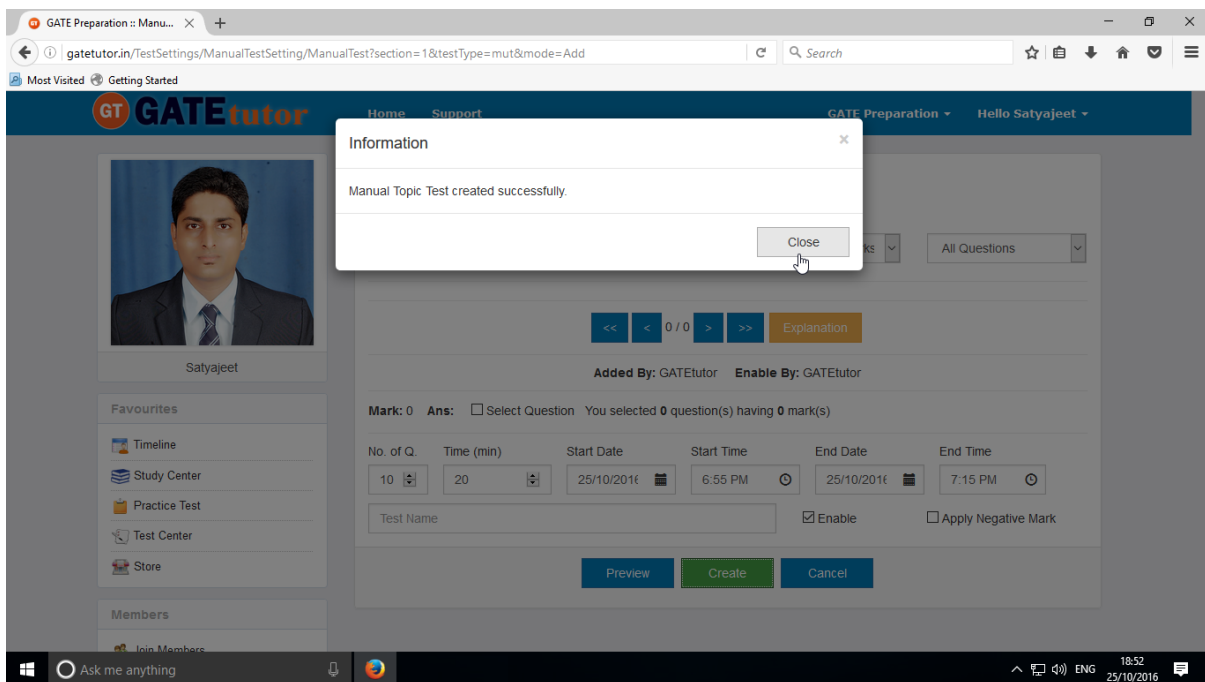 GATE Preparation :: Manu...
gatetutor.in/TestSettings/ManualTestSetting/ManualTest?section=1&testType=mut&mode=Add
Search
Most Visited Getting Started
GT GATEtutor Home Support GATE Preparation Hello Satyajeet
Information ×
Manual Topic Test created successfully.
Close
ks All Questions
<< < 0 / 0 > >> Explanation
Satyajeet
Added By: GATEtutor Enable By: GATEtutor
Favourites
Mark: 0 Ans: Select Question You selected 0 question(s) having 0 mark(s)
Timeline
Study Center
Practice Test
Test Center
Store
No. of Q. Time (min) Start Date Start Time End Date End Time
10 20 25/10/2016 6:55 PM 25/10/2016 7:15 PM
Test Name Enable Apply Negative Mark
Preview Create Cancel
Members
Join Members
Ask me anything
ENG 18:52
25/10/2016